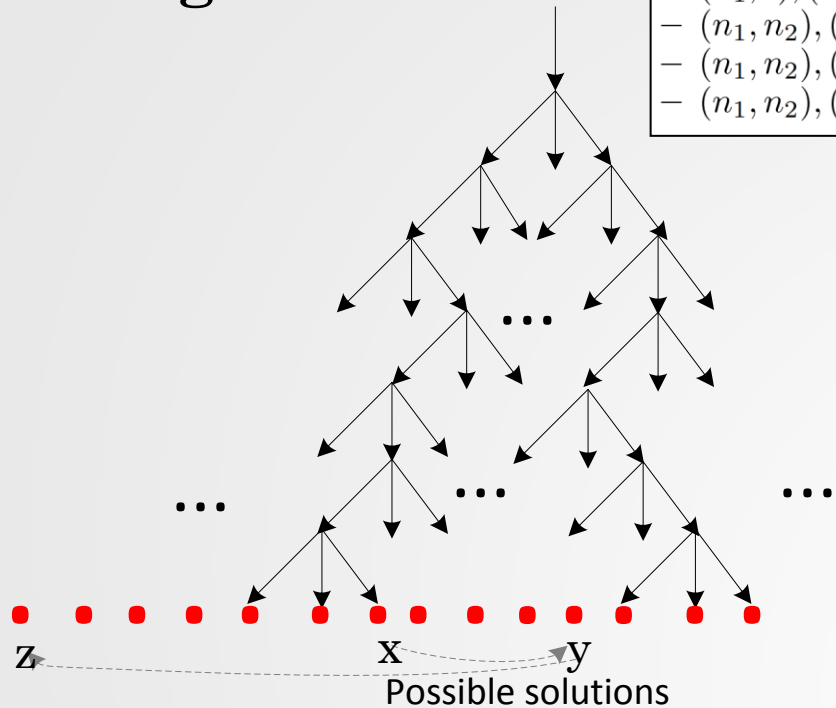 g
− (n₁, n₂), (
− (n₁, n₂), (
− (n₁, n₂), (
...
... ... ...
z x y
Possible solutions